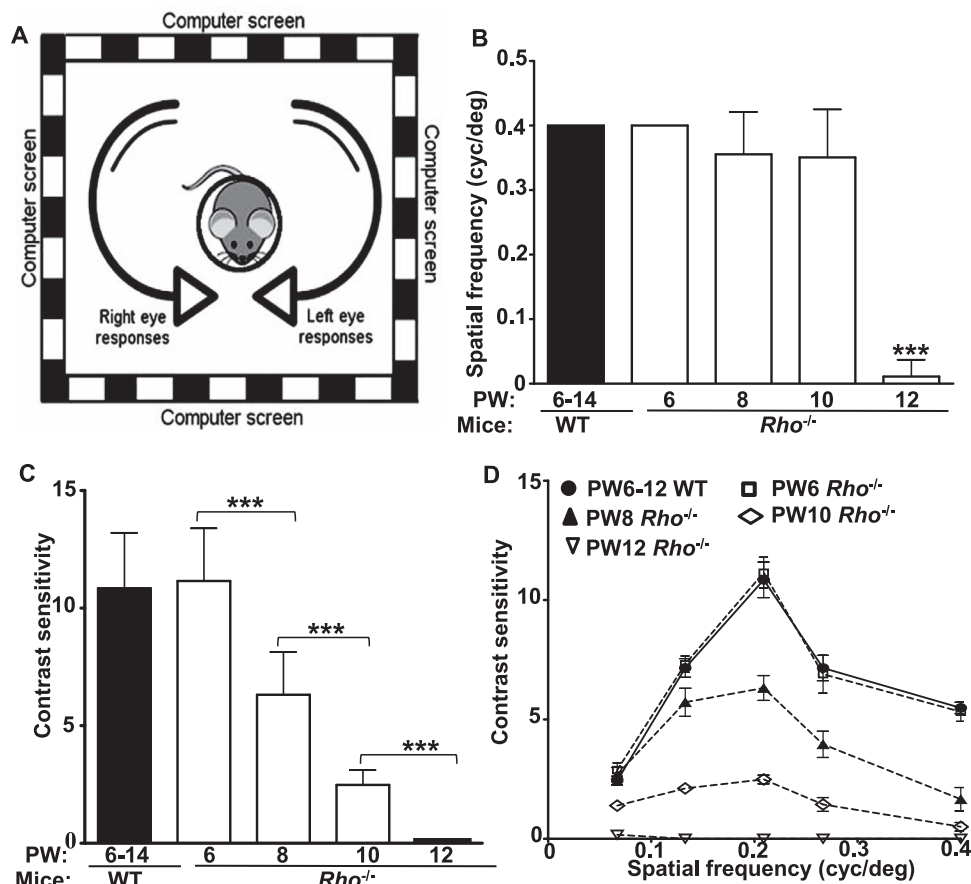 A
Computer screen
Computer screen
Computer screen
Right eye
responses
Left eye
responses
Computer screen
B
Spatial frequency (cyc/deg)
0.5
0.4
0.3
0.2
0.1
0
***
PW: 6-14 6 8 10 12
Mice: WT Rho-/-
C
Contrast sensitivity
15
10
5
0
***
***
***
PW: 6-14 6 8 10 12
Mice: WT Rho-/-
D
PW6-12 WT PW6 Rho-/-
PW8 Rho-/- PW10 Rho-/-
PW12 Rho-/-
Contrast sensitivity
15
10
5
0
0.1 0.2 0.3 0.4
Spatial frequency (cyc/deg)